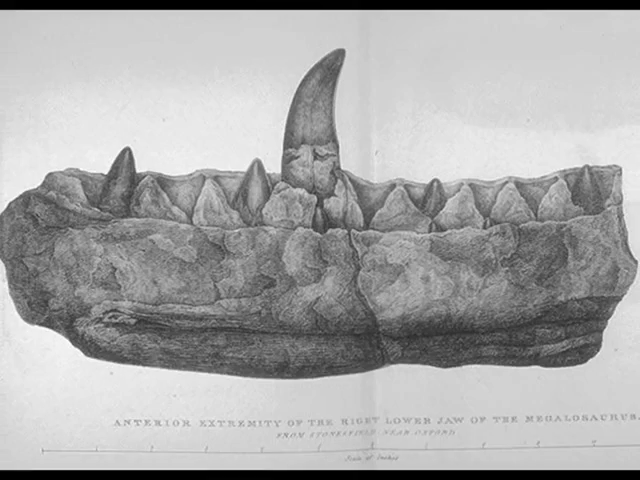 ANTERIOR EXTREMITY OF THE RIGHT LOWER JAW OF THE MEGALOSAURUS.
FROM STONESFIELD NEAR OXFORD.
Scale of Inches